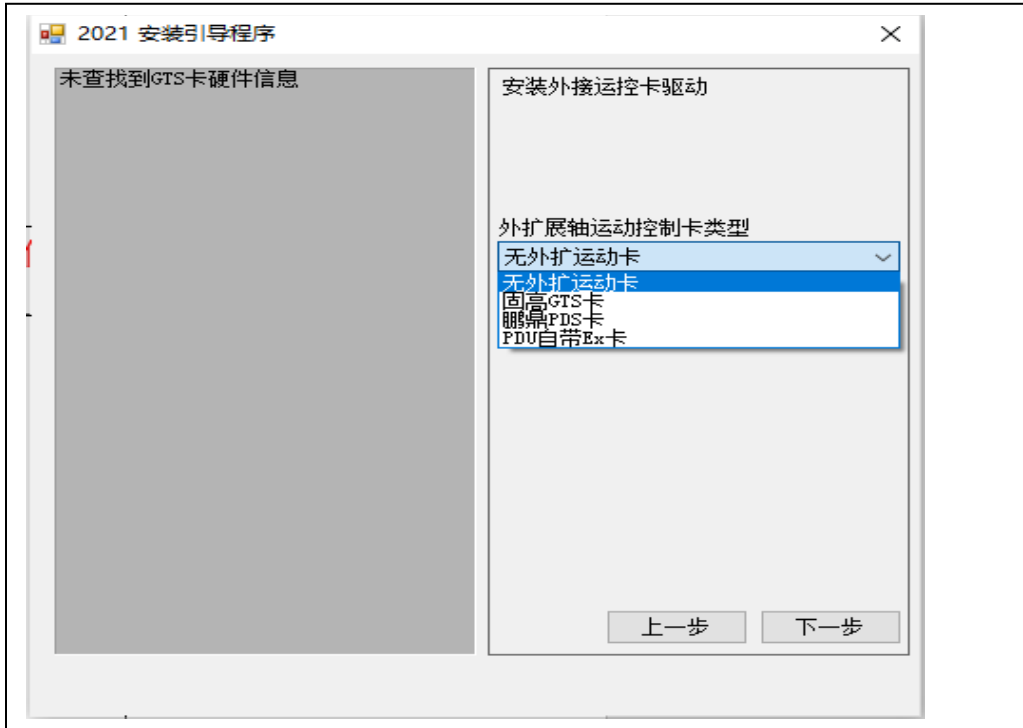 2021 安装引导程序
未查找到GTS卡硬件信息
安装外接运控卡驱动
外扩展轴运动控制卡类型
无外扩运动卡
无外扩运动卡
固高GTS卡
鹏鼎PDS卡
PDU自带Ex卡
上一步
下一步